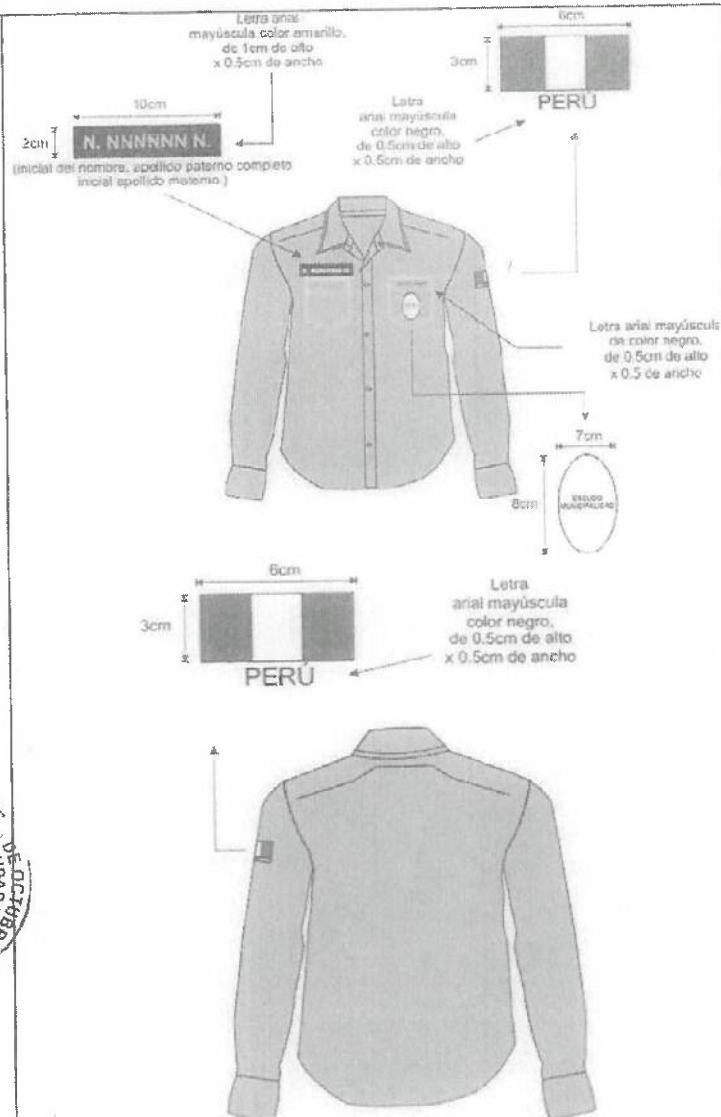 Letra arial
mayúscula color amarillo,
de 1cm de alto
x 0.5cm de ancho
10cm
2cm
N. NNNNNN N.
(inicial del nombre, apellido paterno completo
inicial apellido materno )
6cm
3cm
PERÚ
Letra
arial mayúscula
color negro,
de 0.5cm de alto
x 0.5cm de ancho
Letra arial mayúscula
de color negro,
de 0.5cm de alto
x 0.5 de ancho
7cm
8cm
ESCUDO
MUNICIPALIDAD
6cm
3cm
PERÚ
Letra
arial mayúscula
color negro,
de 0.5cm de alto
x 0.5cm de ancho
DE OCTUBR